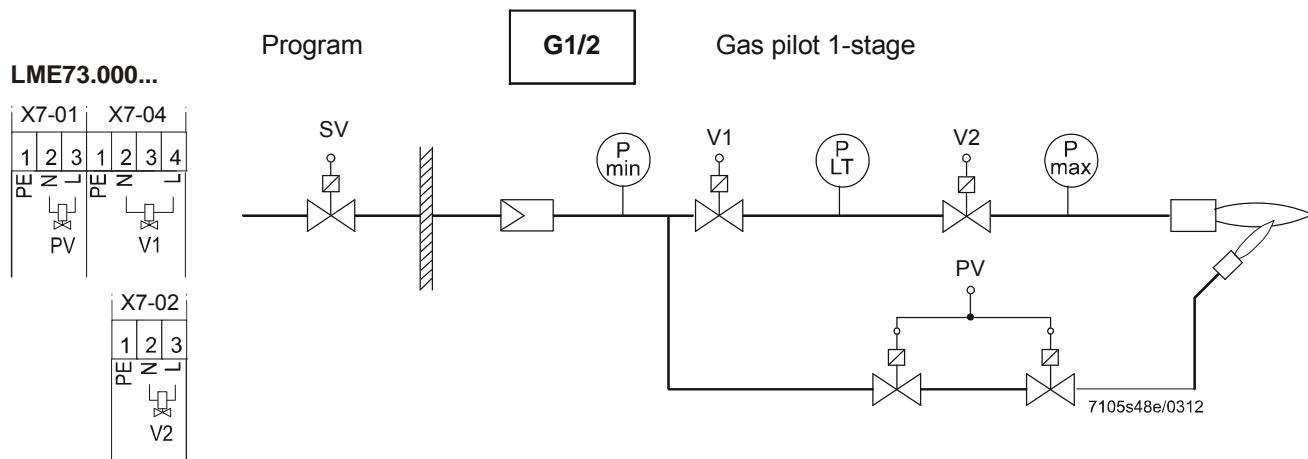 Program G1/2 Gas pilot 1-stage
LME73.000...
X7-01 X7-04
1 2 3 1 2 3 4
PE N L PE N L
PV V1
X7-02
1 2 3
PE N L
V2
SV
P min
V1
P LT
V2
P max
PV
7105s48e/0312